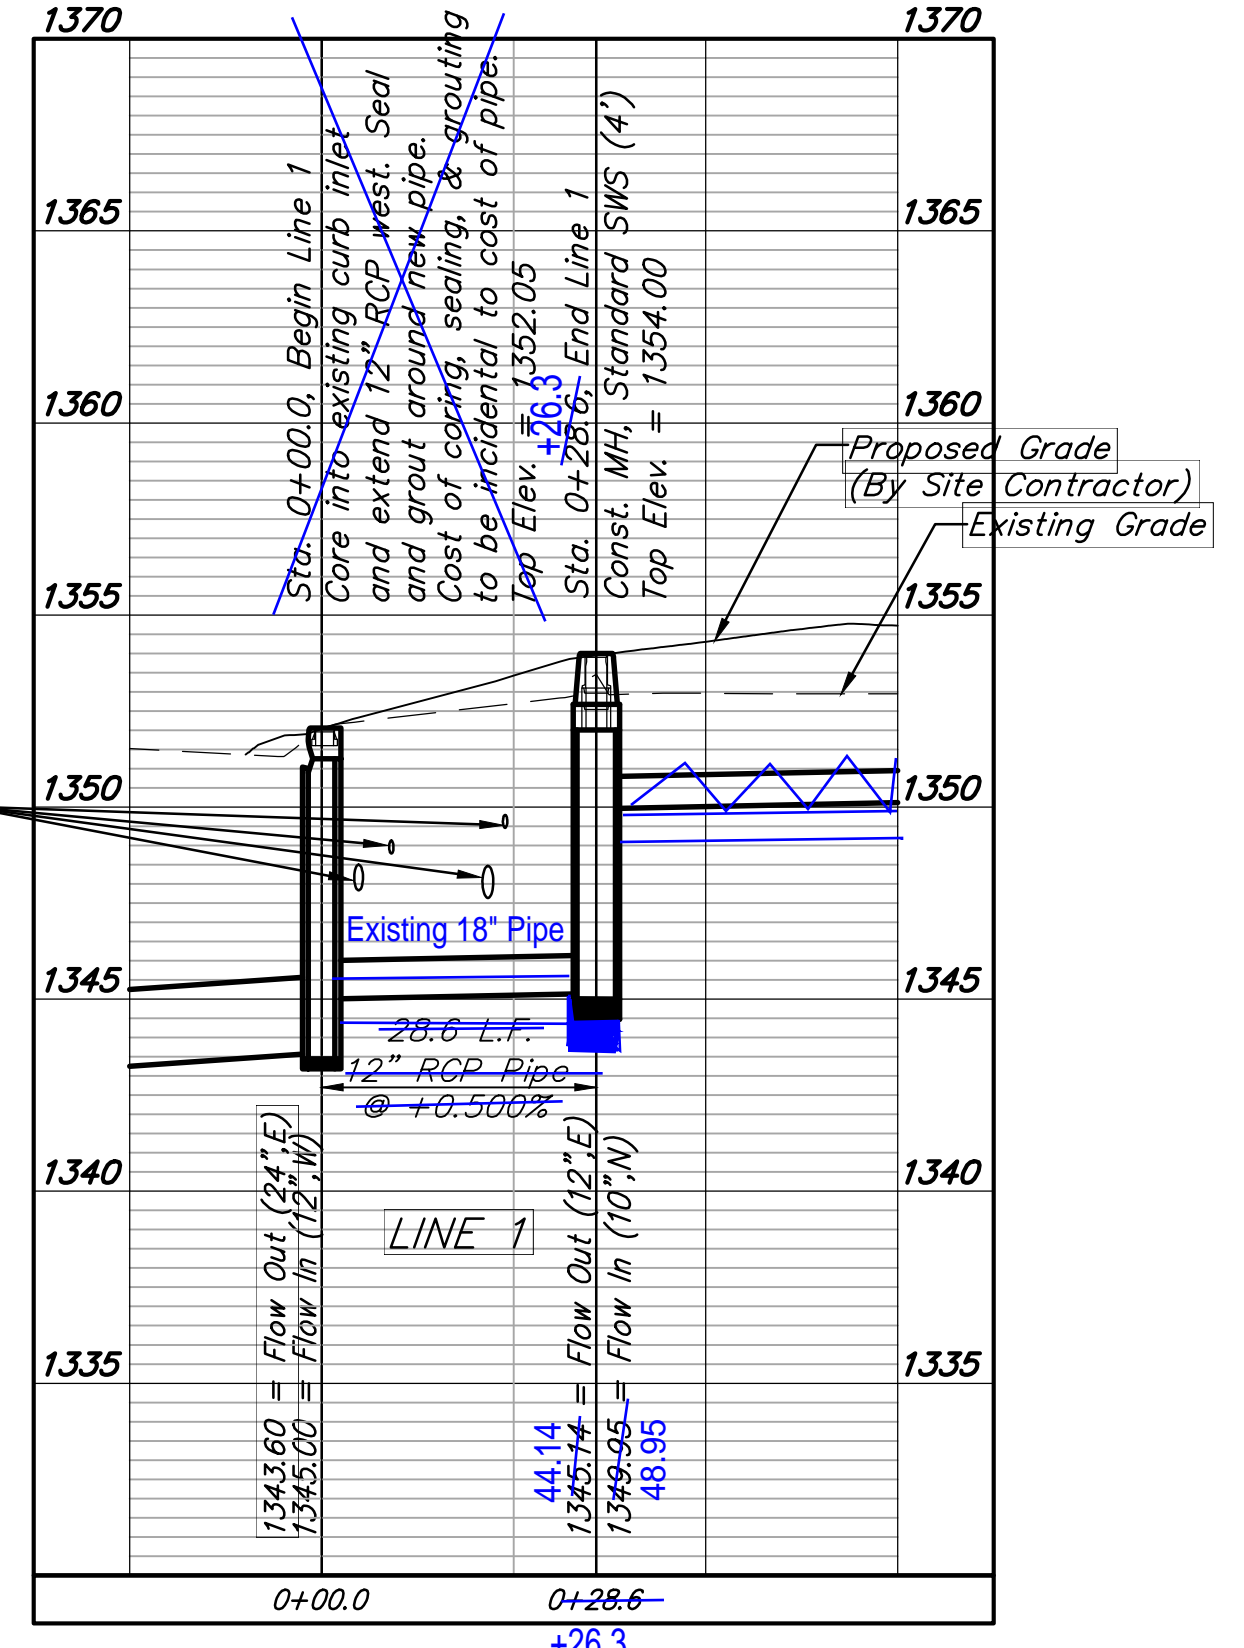 1370
1370
Sta. 0+00.0, Begin Line 1
Core into existing curb inlet
and extend 12" RCP west. Seal
and grout around new pipe.
Cost of coring, sealing, & grouting
to be incidental to cost of pipe.
Top Elev. = 1352.05
+26.3
Sta. 0+28.6, End Line 1
Const. MH, Standard SWS (4')
Top Elev. = 1354.00
1365
1365
1360
1360
Proposed Grade
(By Site Contractor)
Existing Grade
1355
1355
1350
1350
Existing 18" Pipe
1345
1345
28.6 L.F.
12" RCP Pipe
@ +0.500%
1340
1340
LINE 1
1343.60 = Flow Out (24",E)
1345.00 = Flow In (12",W)
44.14
1345.14 = Flow Out (12",E)
1349.95 = Flow In (10",N)
48.95
1335
1335
0+00.0
0+28.6
+26.3